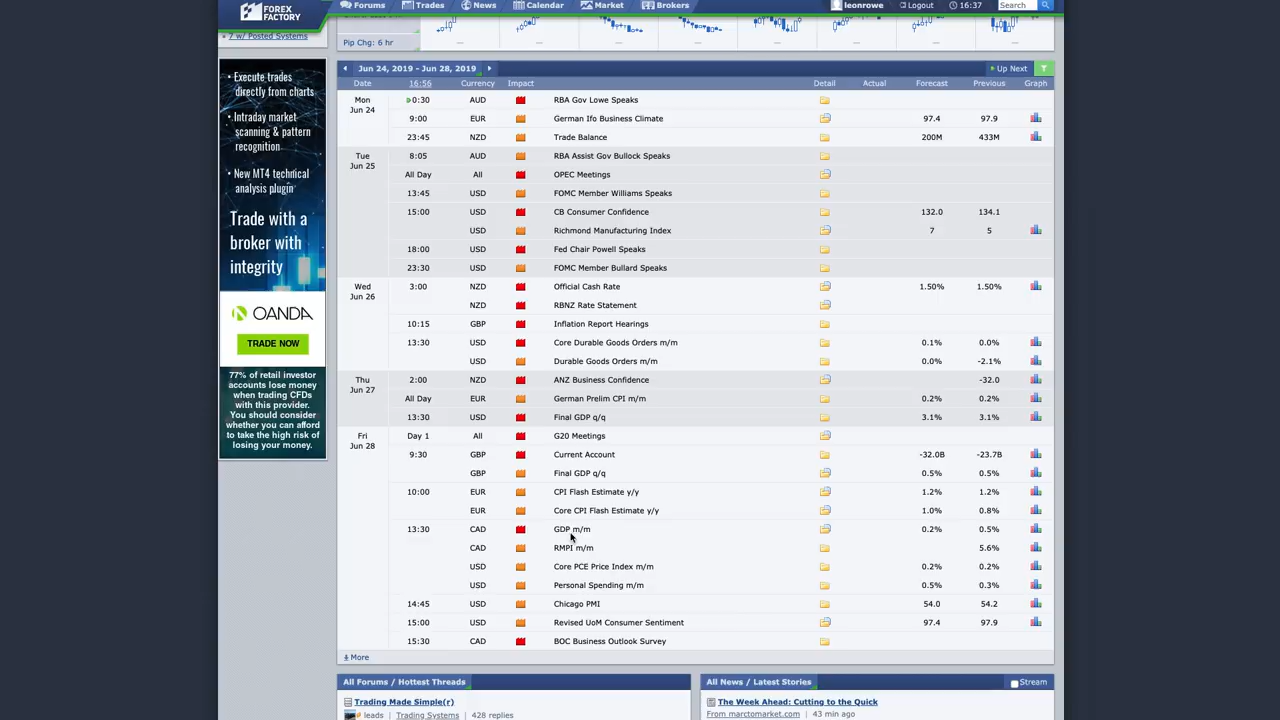 FOREX
FACTORY
Forums
Trades
News
Calendar
Market
Brokers
leonrowe
Logout
16:37
Search
7 w/ Posted Systems
Pip Chg: 6 hr
• Execute trades
directly from charts
• Intraday market
scanning & pattern
recognition
• New MT4 technical
analysis plugin
Trade with a
broker with
integrity
OANDA
TRADE NOW
77% of retail investor
accounts lose money
when trading CFDs
with this provider.
You should consider
whether you can afford
to take the high risk of
losing your money.
Jun 24, 2019 - Jun 28, 2019
Up Next
Date 16:56 Currency Impact Detail Actual Forecast Previous Graph
Mon Jun 24 0:30 AUD RBA Gov Lowe Speaks
9:00 EUR German Ifo Business Climate 97.4 97.9
23:45 NZD Trade Balance 200M 433M
Tue Jun 25 8:05 AUD RBA Assist Gov Bullock Speaks
All Day All OPEC Meetings
13:45 USD FOMC Member Williams Speaks
15:00 USD CB Consumer Confidence 132.0 134.1
USD Richmond Manufacturing Index 7 5
18:00 USD Fed Chair Powell Speaks
23:30 USD FOMC Member Bullard Speaks
Wed Jun 26 3:00 NZD Official Cash Rate 1.50% 1.50%
NZD RBNZ Rate Statement
10:15 GBP Inflation Report Hearings
13:30 USD Core Durable Goods Orders m/m 0.1% 0.0%
USD Durable Goods Orders m/m 0.0% -2.1%
Thu Jun 27 2:00 NZD ANZ Business Confidence -32.0
All Day EUR German Prelim CPI m/m 0.2% 0.2%
13:30 USD Final GDP q/q 3.1% 3.1%
Fri Jun 28 Day 1 All G20 Meetings
9:30 GBP Current Account -32.0B -23.7B
GBP Final GDP q/q 0.5% 0.5%
10:00 EUR CPI Flash Estimate y/y 1.2% 1.2%
EUR Core CPI Flash Estimate y/y 1.0% 0.8%
13:30 CAD GDP m/m 0.2% 0.5%
CAD RMPI m/m 5.6%
USD Core PCE Price Index m/m 0.2% 0.2%
USD Personal Spending m/m 0.5% 0.3%
14:45 USD Chicago PMI 54.0 54.2
15:00 USD Revised UoM Consumer Sentiment 97.4 97.9
15:30 CAD BOC Business Outlook Survey
More
All Forums / Hottest Threads
Trading Made Simple(r)
leads | Trading Systems | 428 replies
All News / Latest Stories
Stream
The Week Ahead: Cutting to the Quick
From marctomarket.com | 43 min ago